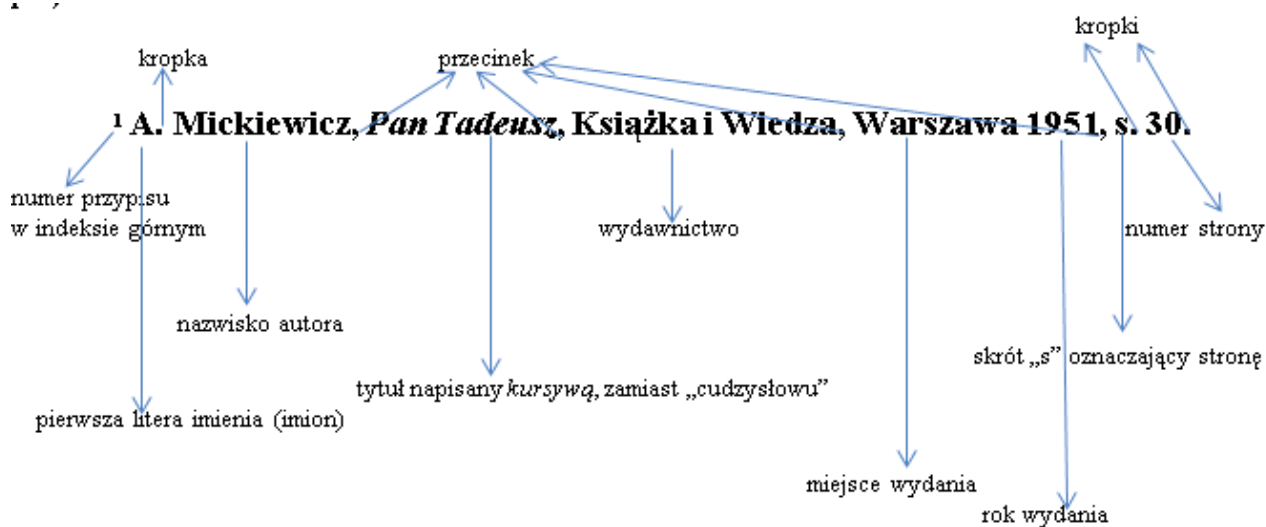 kropki
kropka
przecinek
¹ A. Mickiewicz, Pan Tadeusz, Książka i Wiedza, Warszawa 1951, s. 30.
numer przypisu
w indeksie górnym
wydawnictwo
numer strony
nazwisko autora
skrót „s” oznaczający stronę
tytuł napisany kursywą, zamiast „cudzysłowu”
pierwsza litera imienia (imion)
miejsce wydania
rok wydania